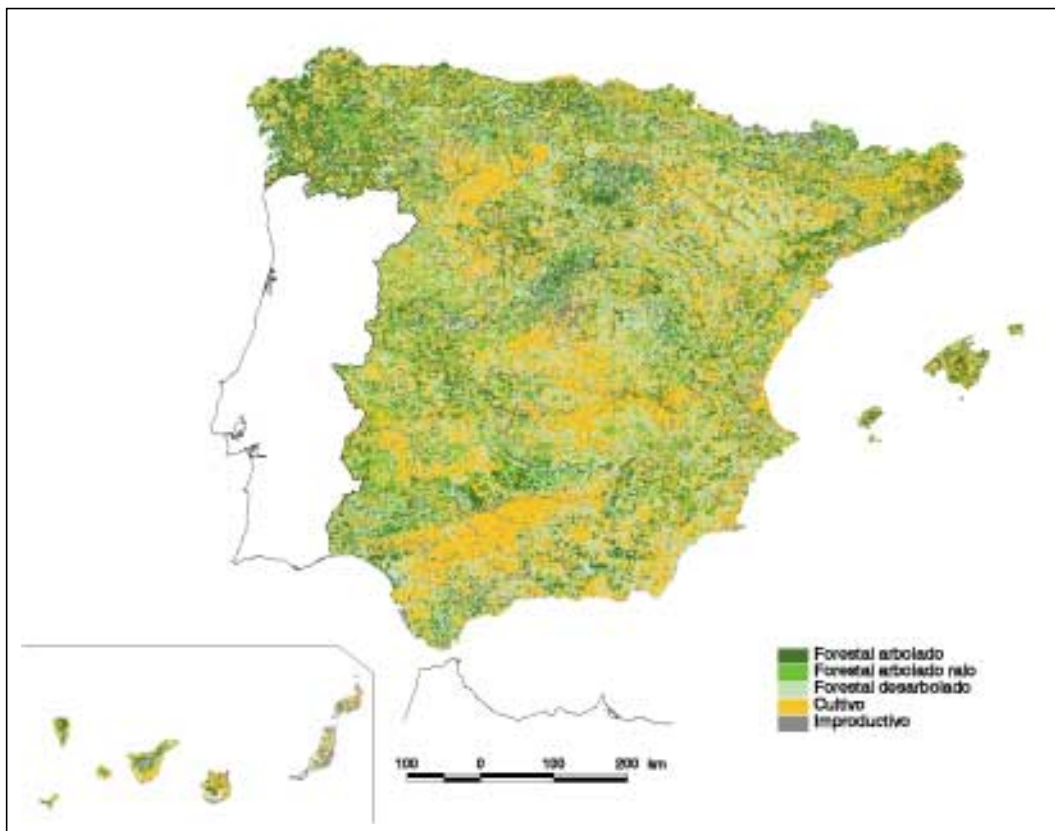 Forestal arbolado
Forestal arbolado ralo
Forestal desarbolado
Cultivo
Improductivo
100 0 100 200 km